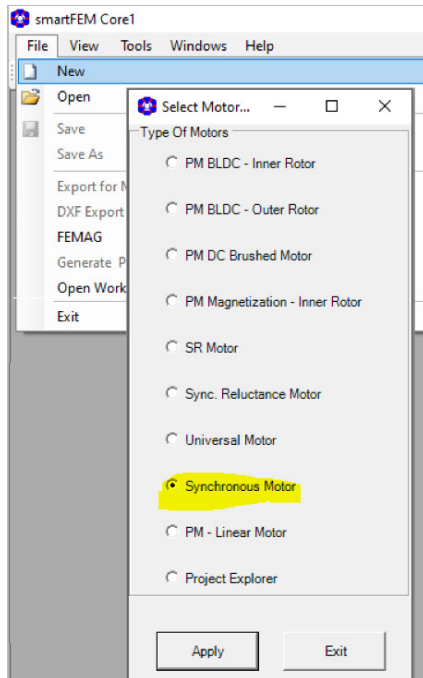 smartFEM Core1
File View Tools Windows Help
New
Open
Save
Save As
Export for
DXF Export
FEMAG
Generate
Open Work
Exit
Select Motor...
Type Of Motors
PM BLDC - Inner Rotor
PM BLDC - Outer Rotor
PM DC Brushed Motor
PM Magnetization - Inner Rotor
SR Motor
Sync. Reluctance Motor
Universal Motor
Synchronous Motor
PM - Linear Motor
Project Explorer
Apply Exit